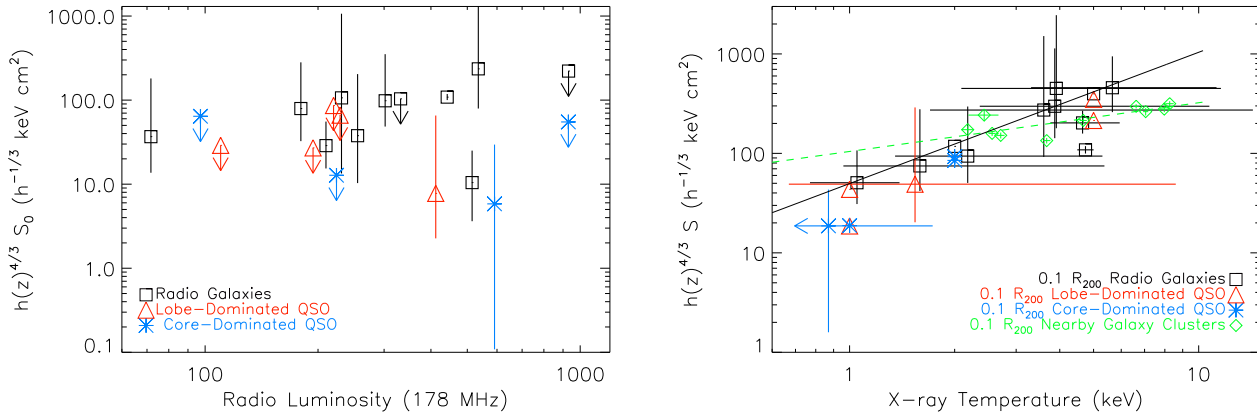 h(z)^4/3 S_0 (h^-1/3 keV cm^2)
1000.0
100.0
10.0
1.0
0.1
Radio Galaxies
Lobe-Dominated QSO
Core-Dominated QSO
100
1000
Radio Luminosity (178 MHz)
h(z)^4/3 S (h^-1/3 keV cm^2)
1000
100
10
1
0.1 R_200 Radio Galaxies
0.1 R_200 Lobe-Dominated QSO
0.1 R_200 Core-Dominated QSO
0.1 R_200 Nearby Galaxy Clusters
1
10
X-ray Temperature (keV)